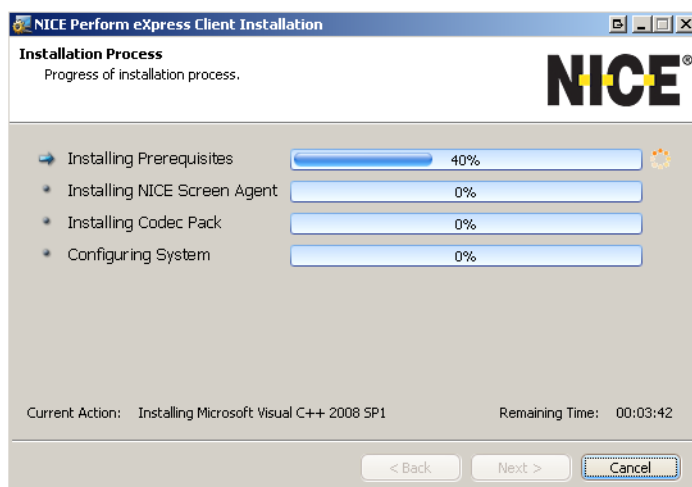 NICE Perform eXpress Client Installation
Installation Process
Progress of installation process.
NICE®
Installing Prerequisites 40%
Installing NICE Screen Agent 0%
Installing Codec Pack 0%
Configuring System 0%
Current Action: Installing Microsoft Visual C++ 2008 SP1 Remaining Time: 00:03:42
< Back Next > Cancel